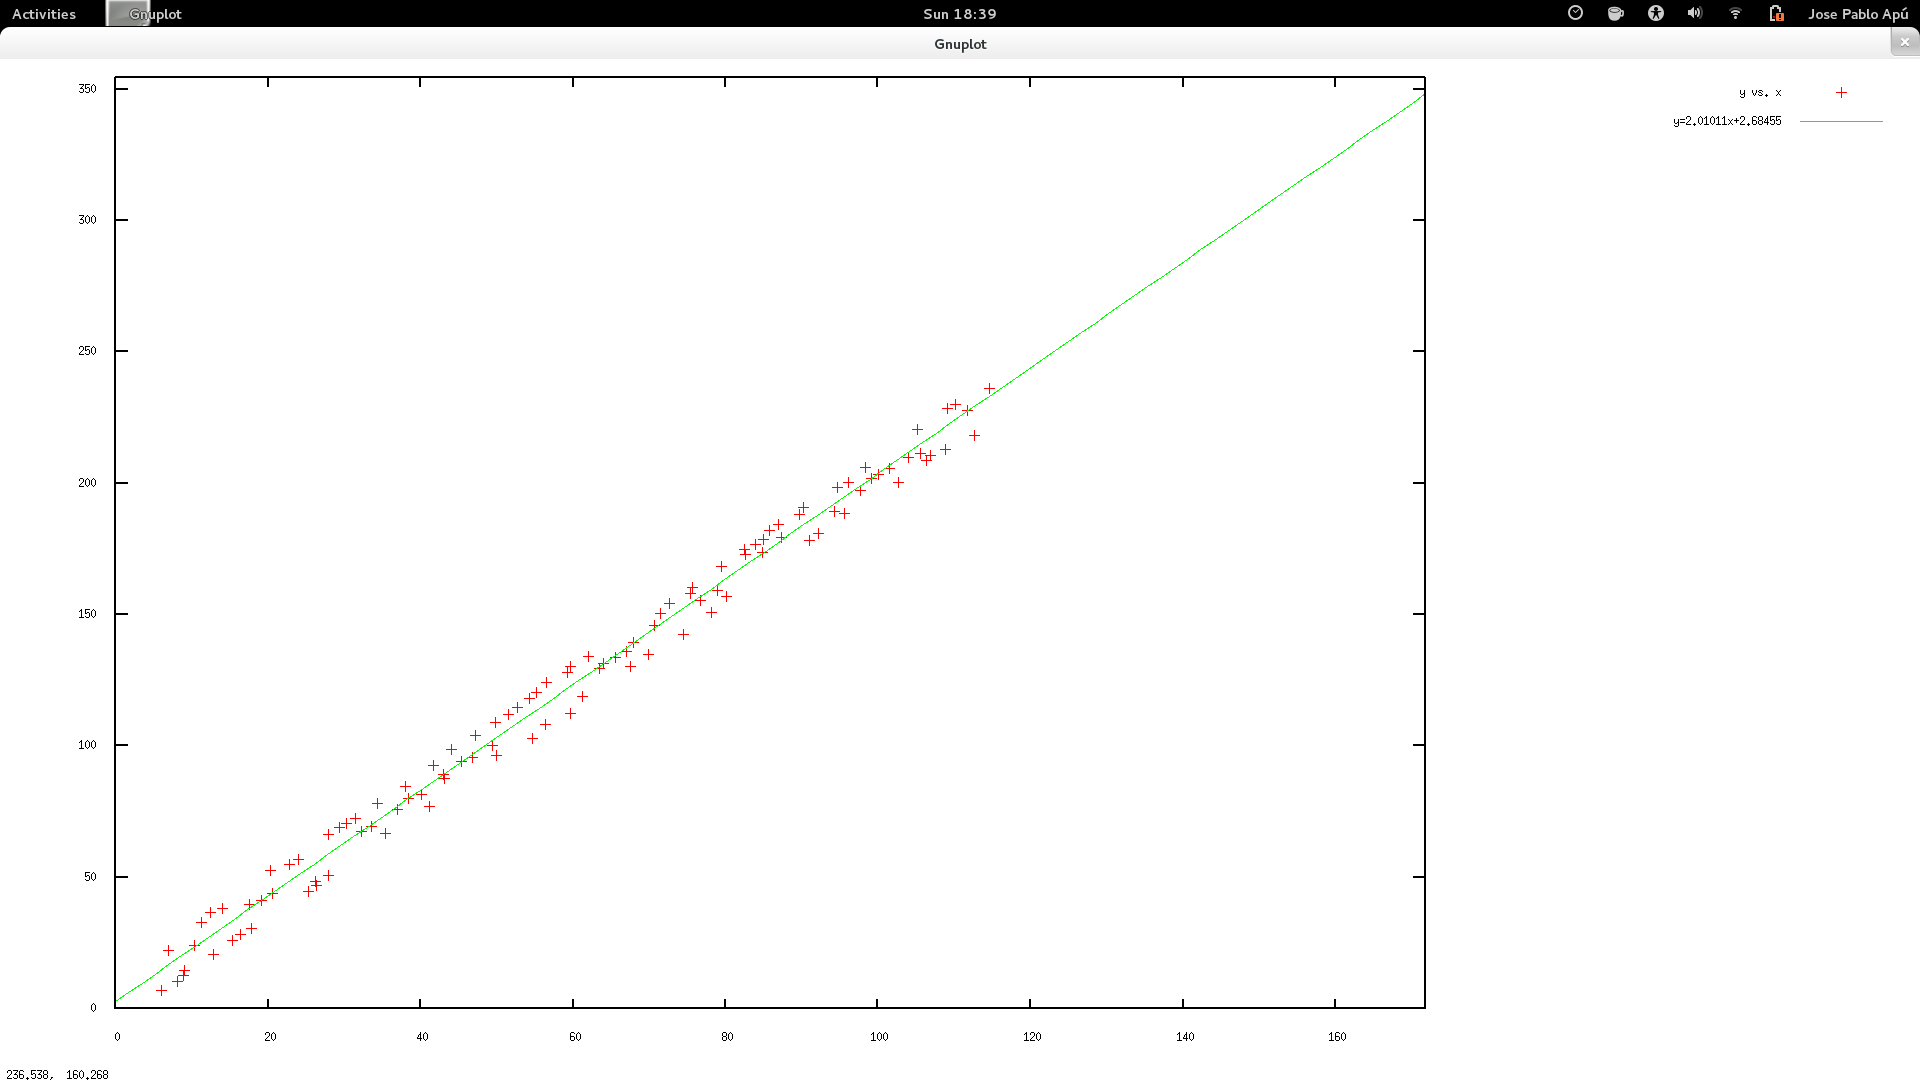 Activities Gnuplot Sun 18:39 Jose Pablo Apú
Gnuplot
y vs. x
y=2.01011x+2.68455
350
300
250
200
150
100
50
0
0 20 40 60 80 100 120 140 160
236.538, 160.268